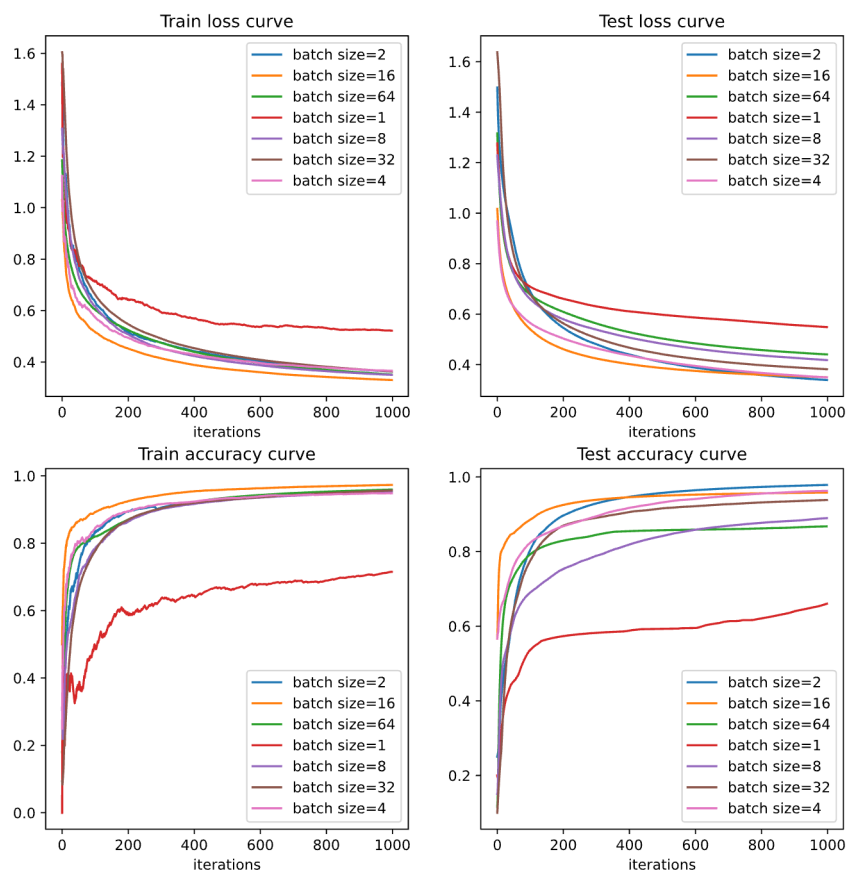 Train loss curve
1.6
1.4
1.2
1.0
0.8
0.6
0.4
0
200
400
600
800
1000
iterations
batch size=2
batch size=16
batch size=64
batch size=1
batch size=8
batch size=32
batch size=4
Test loss curve
1.6
1.4
1.2
1.0
0.8
0.6
0.4
0
200
400
600
800
1000
iterations
batch size=2
batch size=16
batch size=64
batch size=1
batch size=8
batch size=32
batch size=4
Train accuracy curve
1.0
0.8
0.6
0.4
0.2
0.0
0
200
400
600
800
1000
iterations
batch size=2
batch size=16
batch size=64
batch size=1
batch size=8
batch size=32
batch size=4
Test accuracy curve
1.0
0.8
0.6
0.4
0.2
0
200
400
600
800
1000
iterations
batch size=2
batch size=16
batch size=64
batch size=1
batch size=8
batch size=32
batch size=4